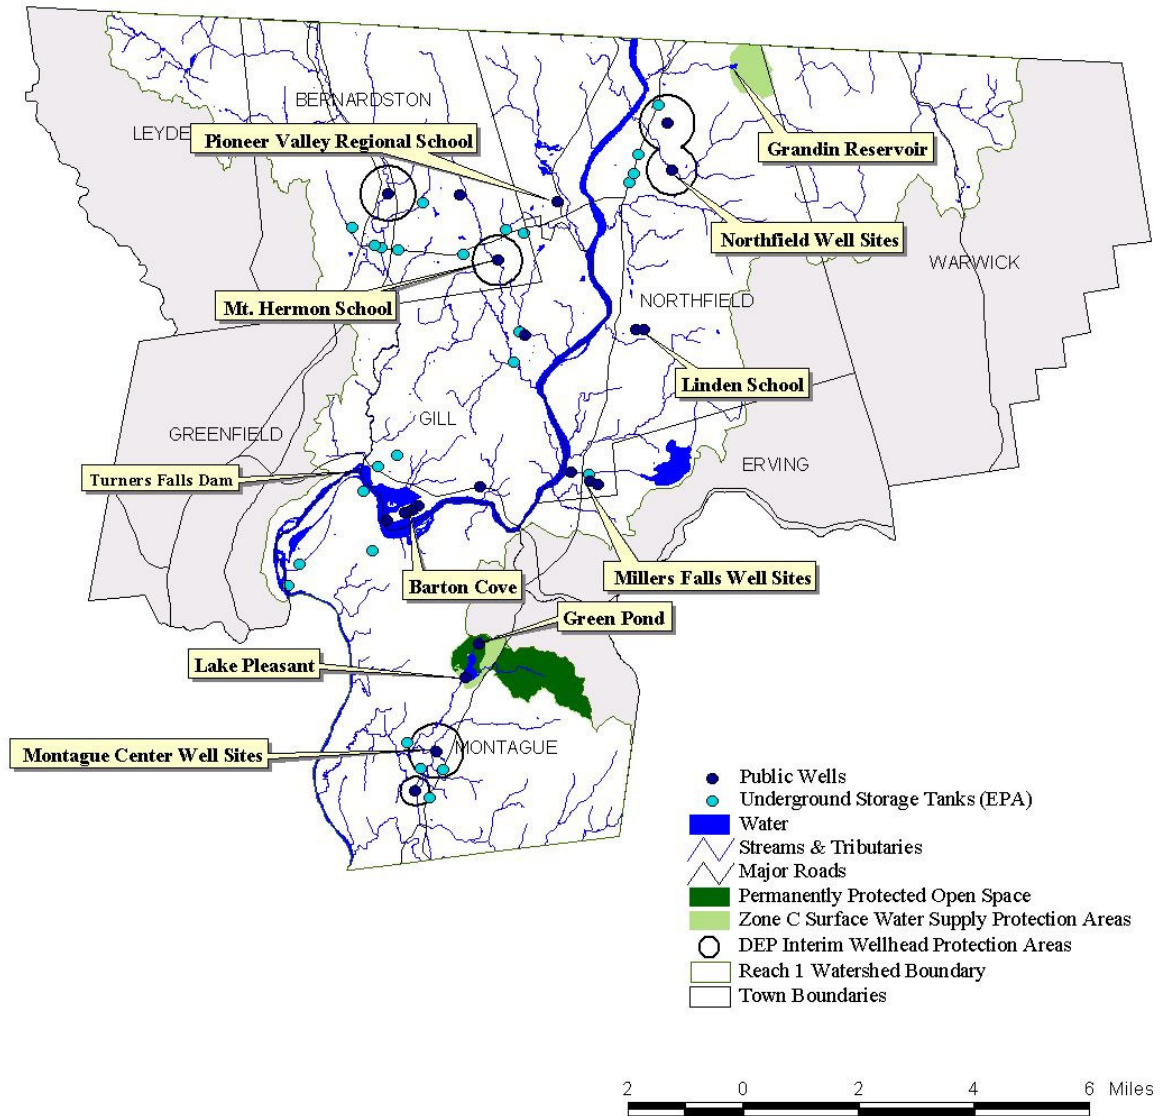 BERNARDSTON
LEYDE
Pioneer Valley Regional School
Grandin Reservoir
Northfield Well Sites
WARWICK
Mt. Hermon School
NORTHFIELD
Linden School
GILL
GREENFIELD
Turners Falls Dam
ERVING
Barton Cove
Millers Falls Well Sites
Green Pond
Lake Pleasant
Montague Center Well Sites
MONTAGUE
Public Wells
Underground Storage Tanks (EPA)
Water
Streams & Tributaries
Major Roads
Permanently Protected Open Space
Zone C Surface Water Supply Protection Areas
DEP Interim Wellhead Protection Areas
Reach 1 Watershed Boundary
Town Boundaries
2 0 2 4 6 Miles